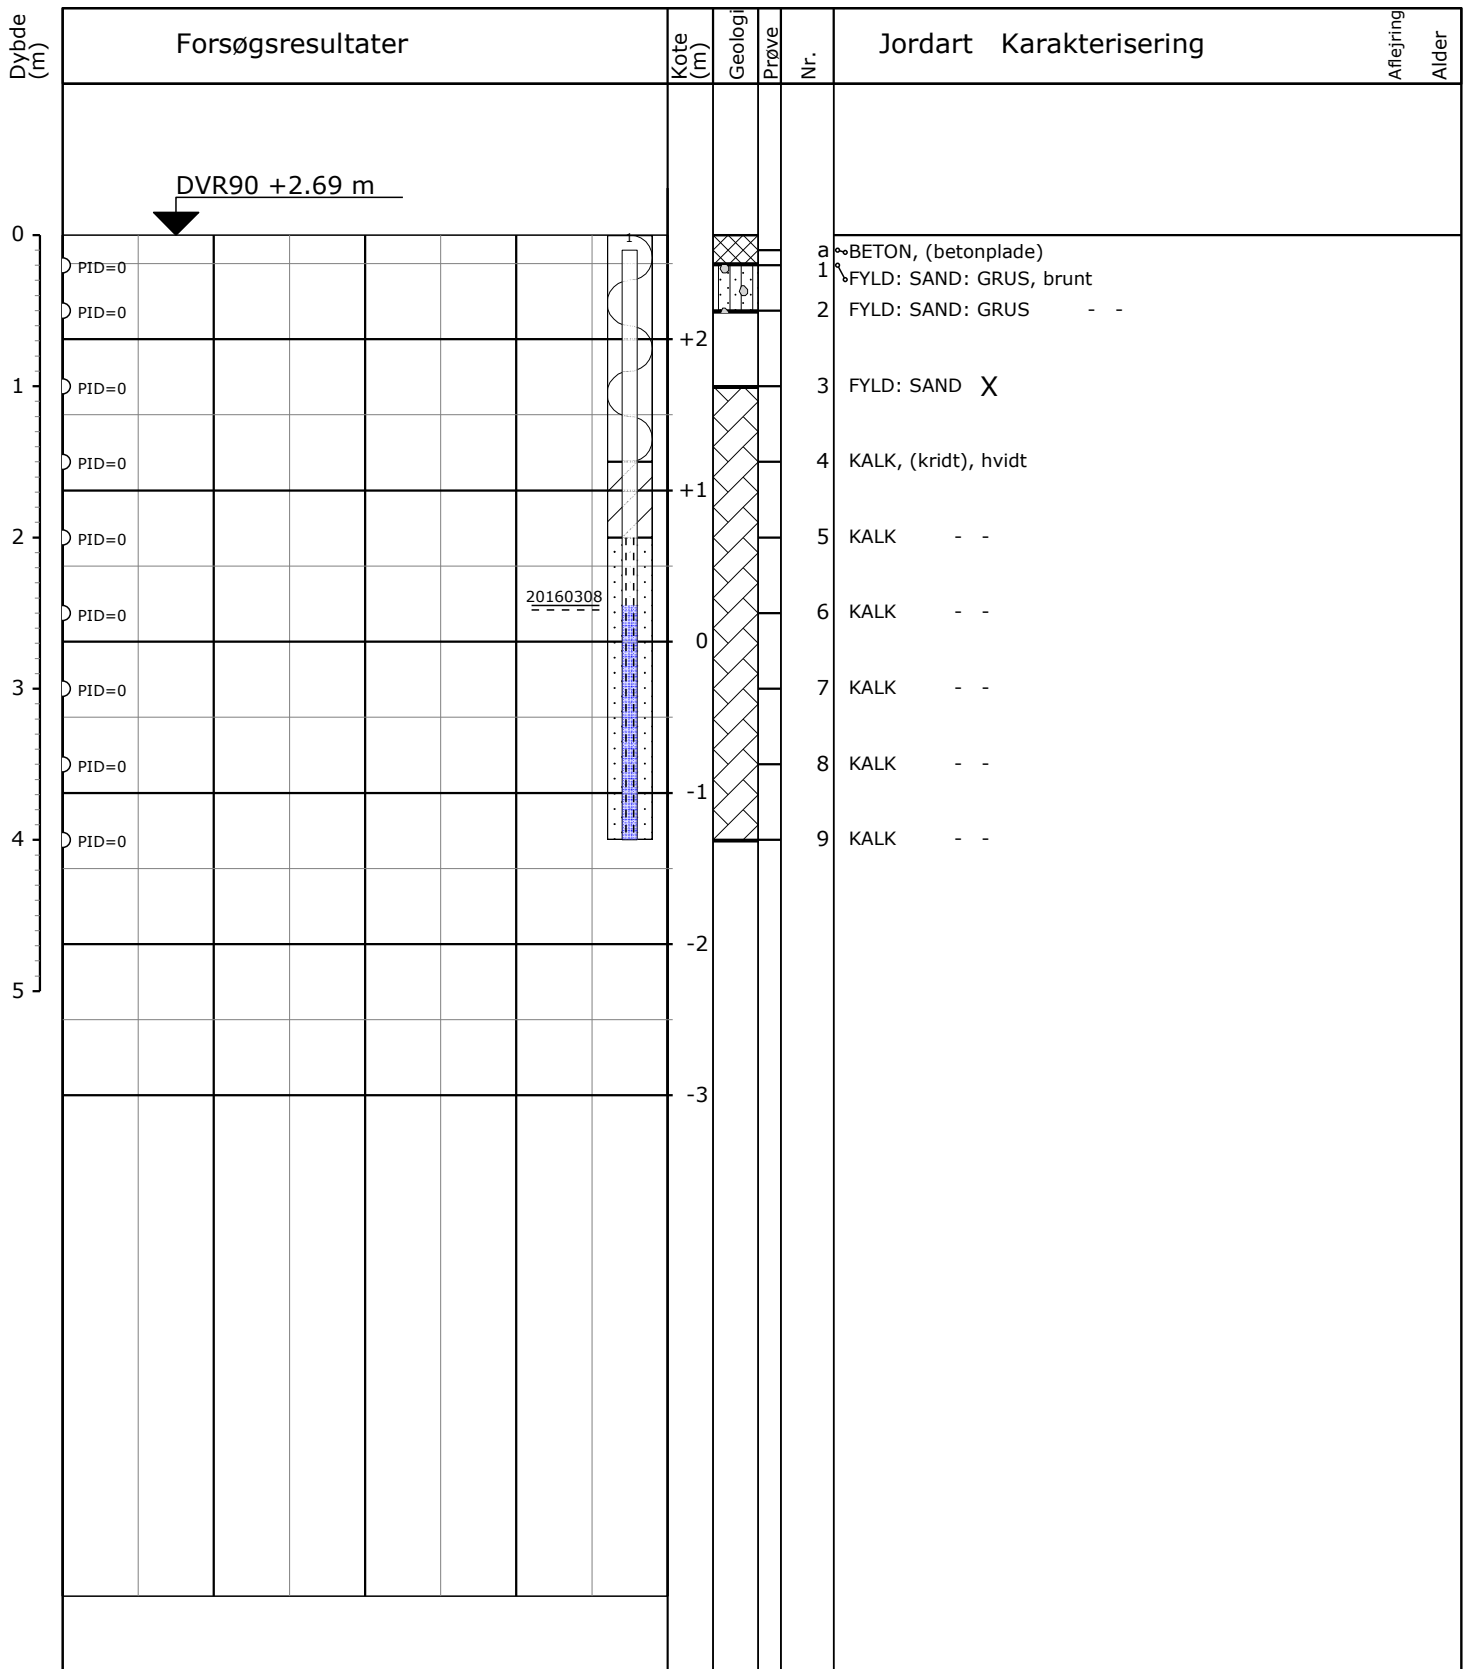 Dybde (m)
Forsøgsresultater
Kote (m)
Geologi
Prøve
Nr.
Jordart Karakterisering
Aflejring
Alder
DVR90 +2.69 m
0
1
a BETON, (betonplade)
PID=0
1 FYLD: SAND: GRUS, brunt
PID=0
2 FYLD: SAND: GRUS - -
+2
1
PID=0
3 FYLD: SAND X
PID=0
4 KALK, (kridt), hvidt
+1
2
PID=0
5 KALK - -
20160308
PID=0
6 KALK - -
0
3
PID=0
7 KALK - -
PID=0
8 KALK - -
-1
4
PID=0
9 KALK - -
-2
5
-3